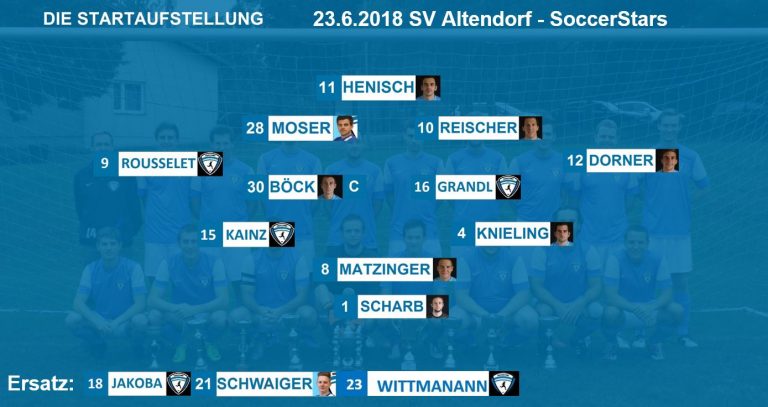 DIE STARTAUFSTELLUNG 23.6.2018 SV Altendorf - SoccerStars
11 HENISCH
28 MOSER 10 REISCHER
9 ROUSSELET 12 DORNER
30 BÖCK C 16 GRANDL
15 KAINZ 4 KNIELING
8 MATZINGER
1 SCHARB
Ersatz: 18 JAKOBA 21 SCHWAIGER 23 WITTMANANN